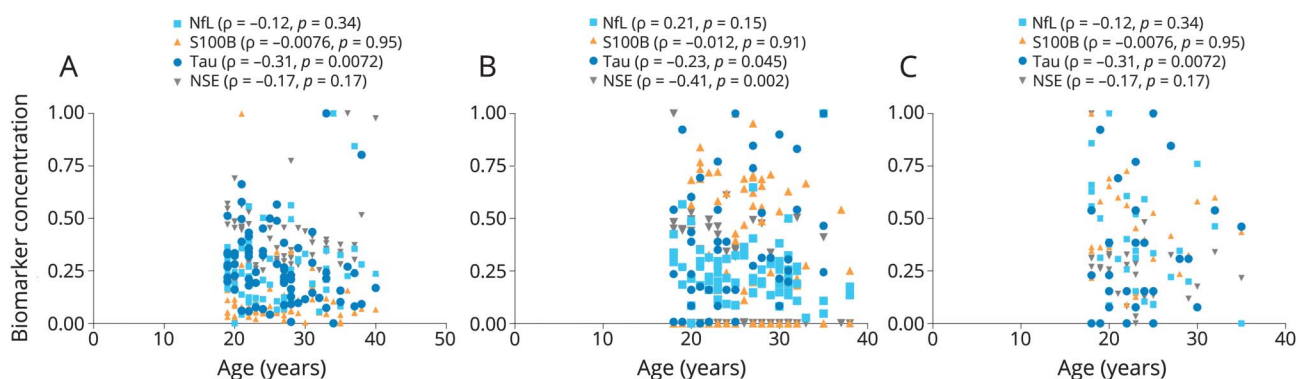 A
NfL (ρ = –0.12, p = 0.34)
S100B (ρ = –0.0076, p = 0.95)
Tau (ρ = –0.31, p = 0.0072)
NSE (ρ = –0.17, p = 0.17)
Biomarker concentration
1.00
0.75
0.50
0.25
0.00
0 10 20 30 40 50
Age (years)
B
NfL (ρ = 0.21, p = 0.15)
S100B (ρ = –0.012, p = 0.91)
Tau (ρ = –0.23, p = 0.045)
NSE (ρ = –0.41, p = 0.002)
1.00
0.75
0.50
0.25
0.00
0 10 20 30 40
Age (years)
C
NfL (ρ = –0.12, p = 0.34)
S100B (ρ = –0.0076, p = 0.95)
Tau (ρ = –0.31, p = 0.0072)
NSE (ρ = –0.17, p = 0.17)
1.00
0.75
0.50
0.25
0.00
0 10 20 30 40
Age (years)